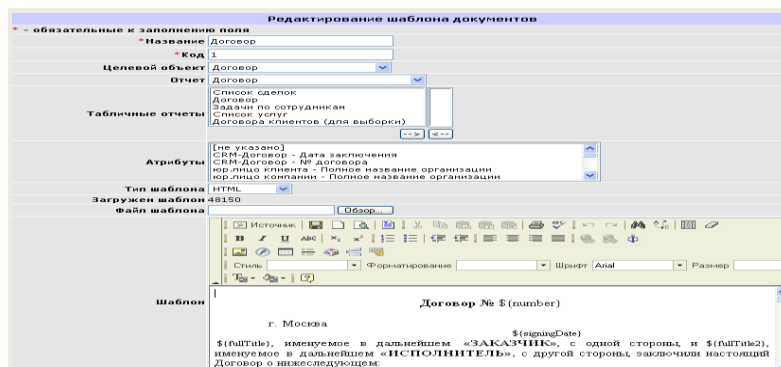 Редактирование шаблона документов
* - обязательные к заполнению поля
*Название Договор
*Код 1
Целевой объект Договор
Отчет Договор
Табличные отчеты
Список сделок
Договор
Задачи по сотрудникам
Список услуг
Договора клиентов (для выборки)
--> <--
Атрибуты
[не указано]
CRM-Договор - Дата заключения
CRM-Договор - № договора
юр.лицо клиента - Полное название организации
юр.лицо компании - Полное название организации
Тип шаблона HTML
Загружен шаблон 48150
Файл шаблона Обзор...
Источник
B I U ABC x₂ x²
Стиль Форматирование Шрифт Arial Размер
Шаблон
Договор № ${number}
г. Москва
${signingDate}
${fullTitle}, именуемое в дальнейшем «ЗАКАЗЧИК», с одной стороны, и ${fullTitle2},
именуемое в дальнейшем «ИСПОЛНИТЕЛЬ», с другой стороны, заключили настоящий
Договор о нижеследующем: